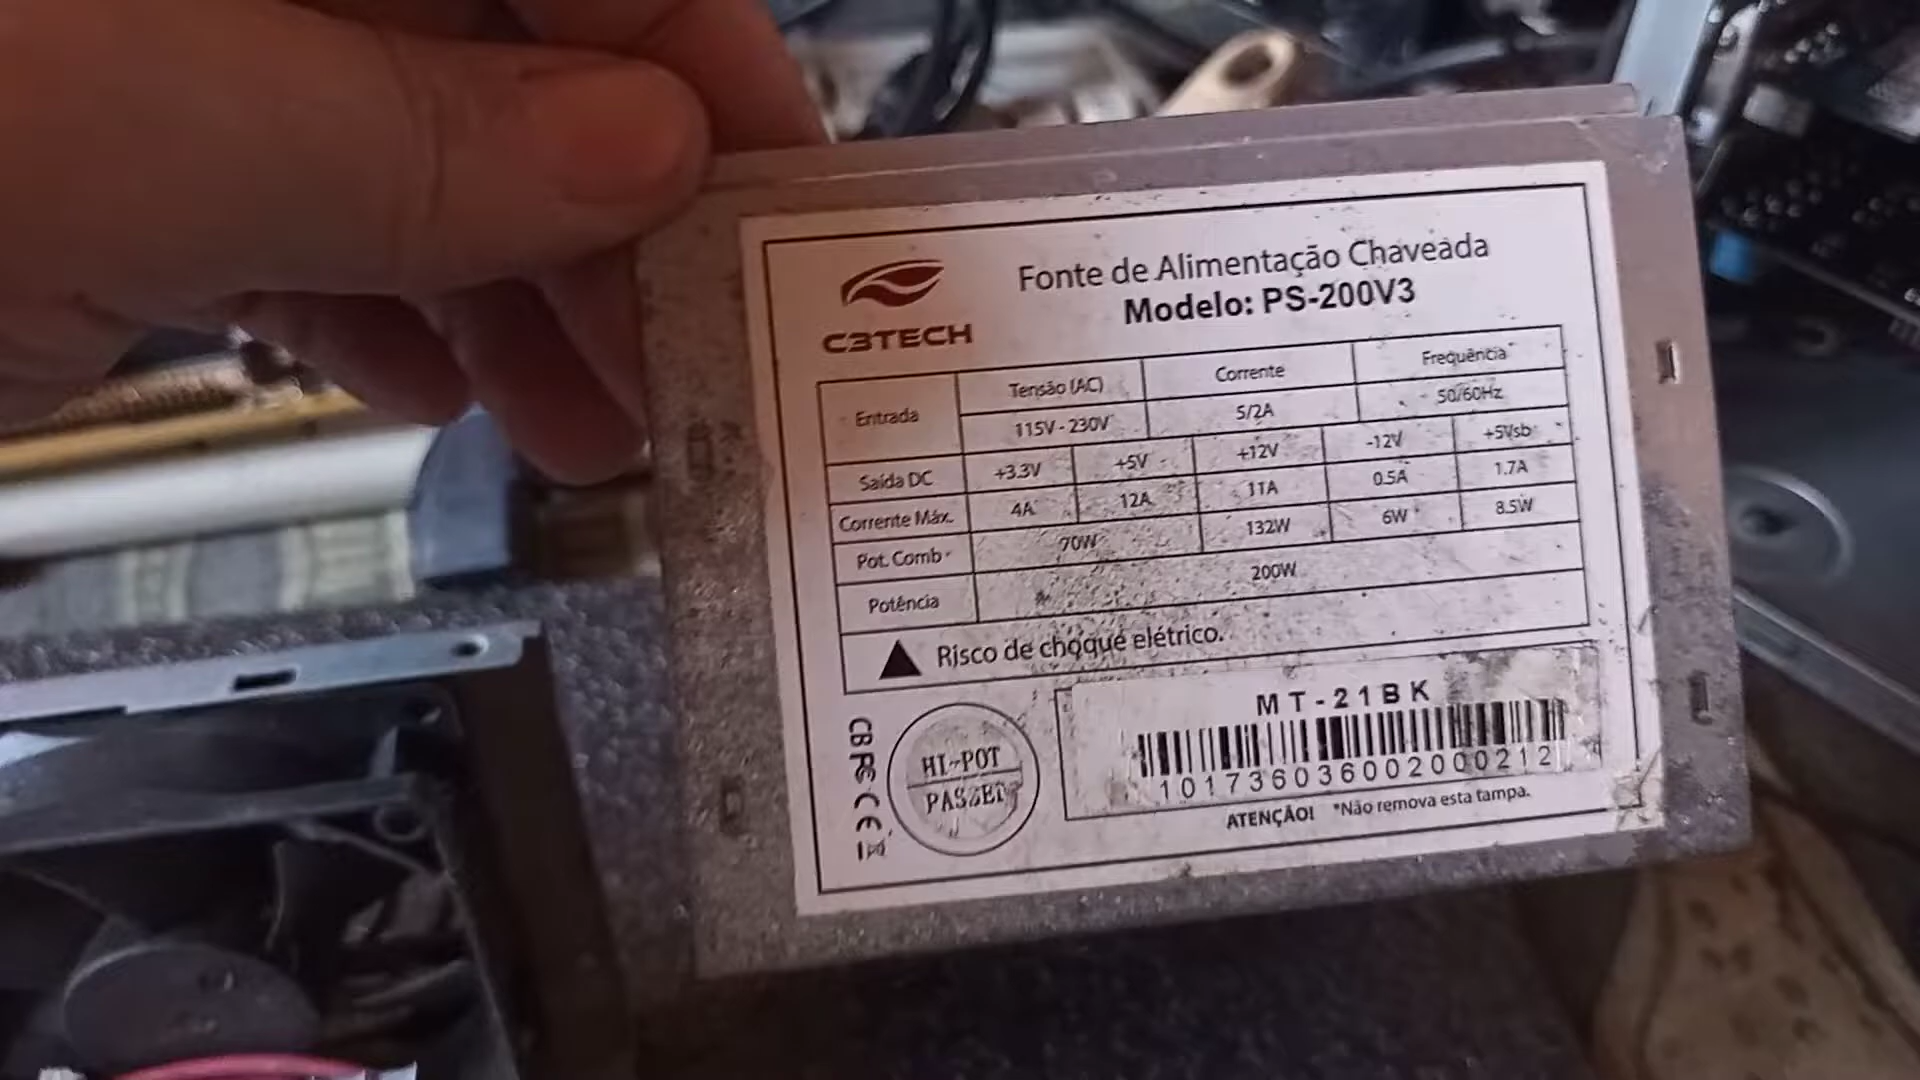 C3TECH
Fonte de Alimentação Chaveada
Modelo: PS-200V3
Entrada Tensão (AC) Corrente Frequência
115V - 230V 5/2A 50/60Hz
Saída DC +3.3V +5V +12V -12V +5Vsb
Corrente Máx. 4A 12A 11A 0.5A 1.7A
Pot. Comb 70W 132W 6W 8.5W
Potência 200W
Risco de choque elétrico.
HI-POT
MT-21BK
101736036002000212
ATENÇÃO! *Não remova esta tampa.